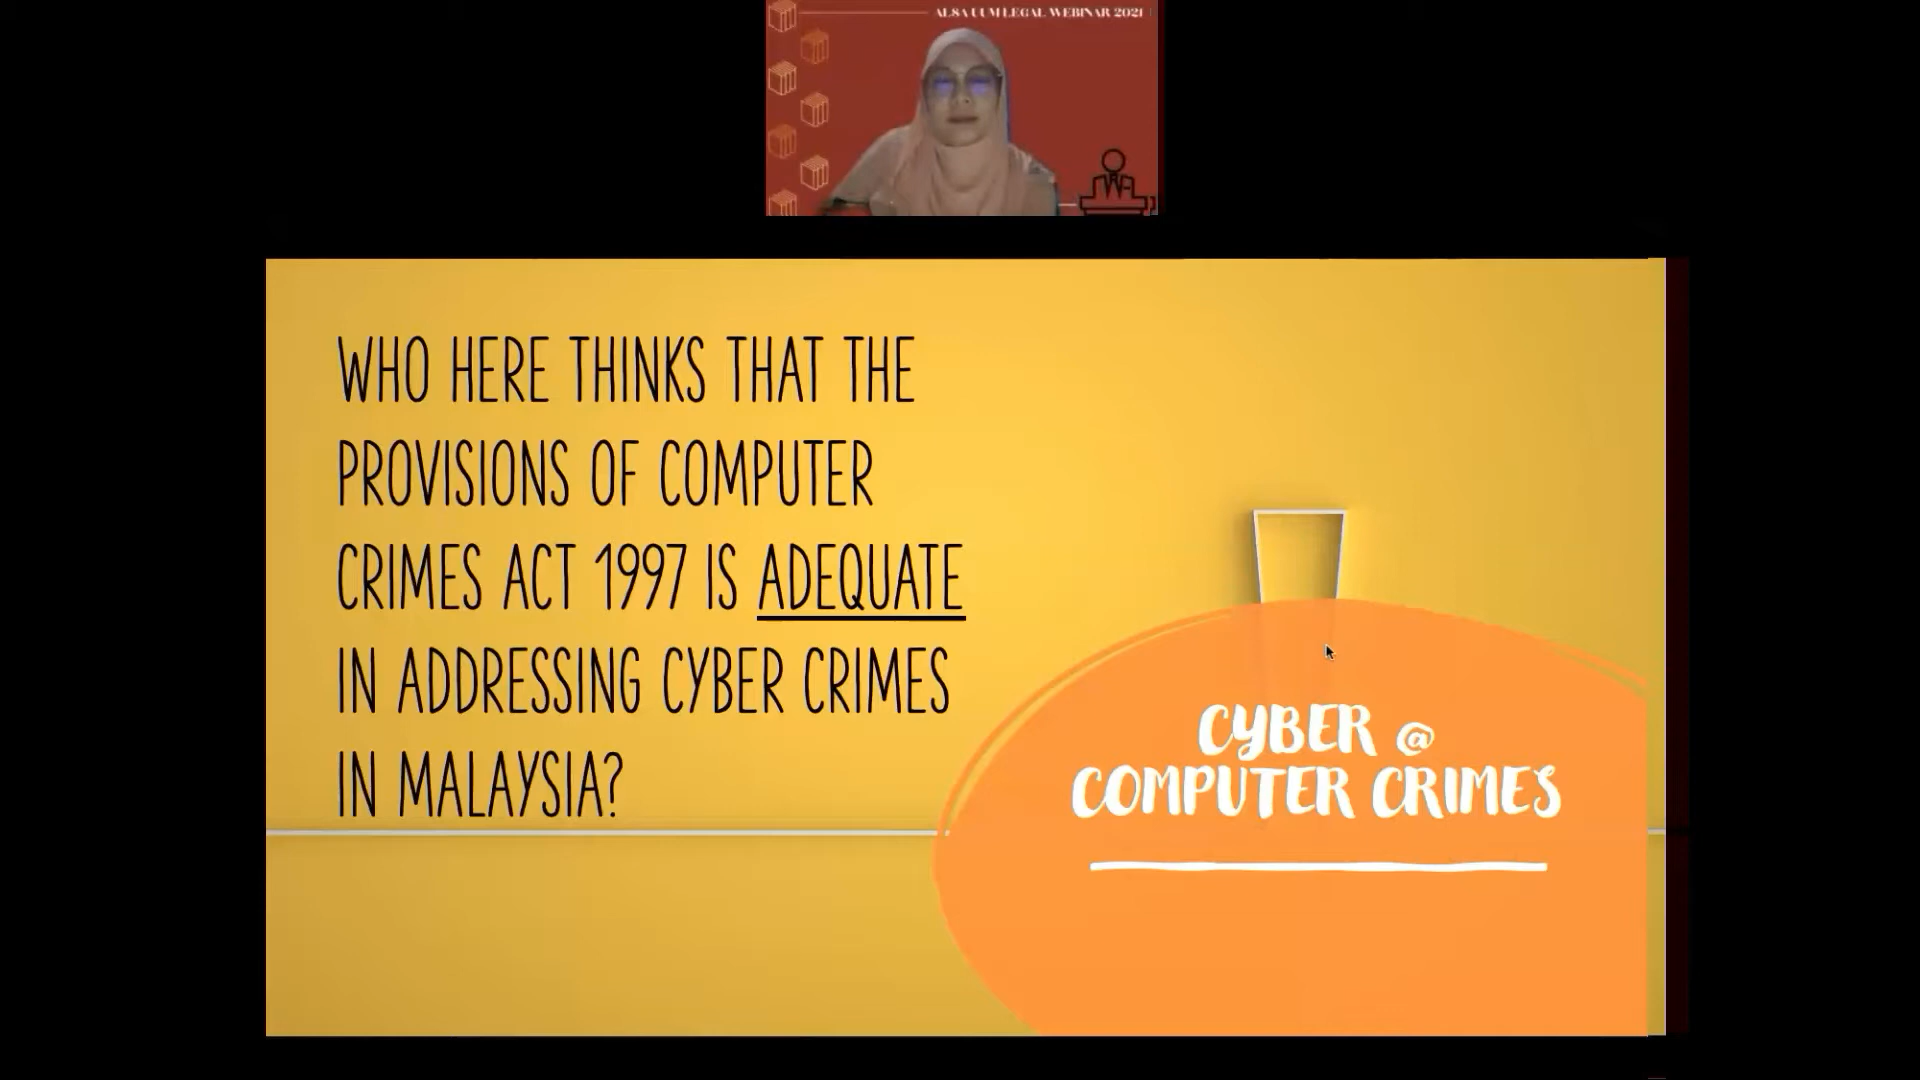 ALSA UUM LEGAL WEBINAR 2021
WHO HERE THINKS THAT THE
PROVISIONS OF COMPUTER
CRIMES ACT 1997 IS ADEQUATE
IN ADDRESSING CYBER CRIMES
IN MALAYSIA?
CYBER @
COMPUTER CRIMES